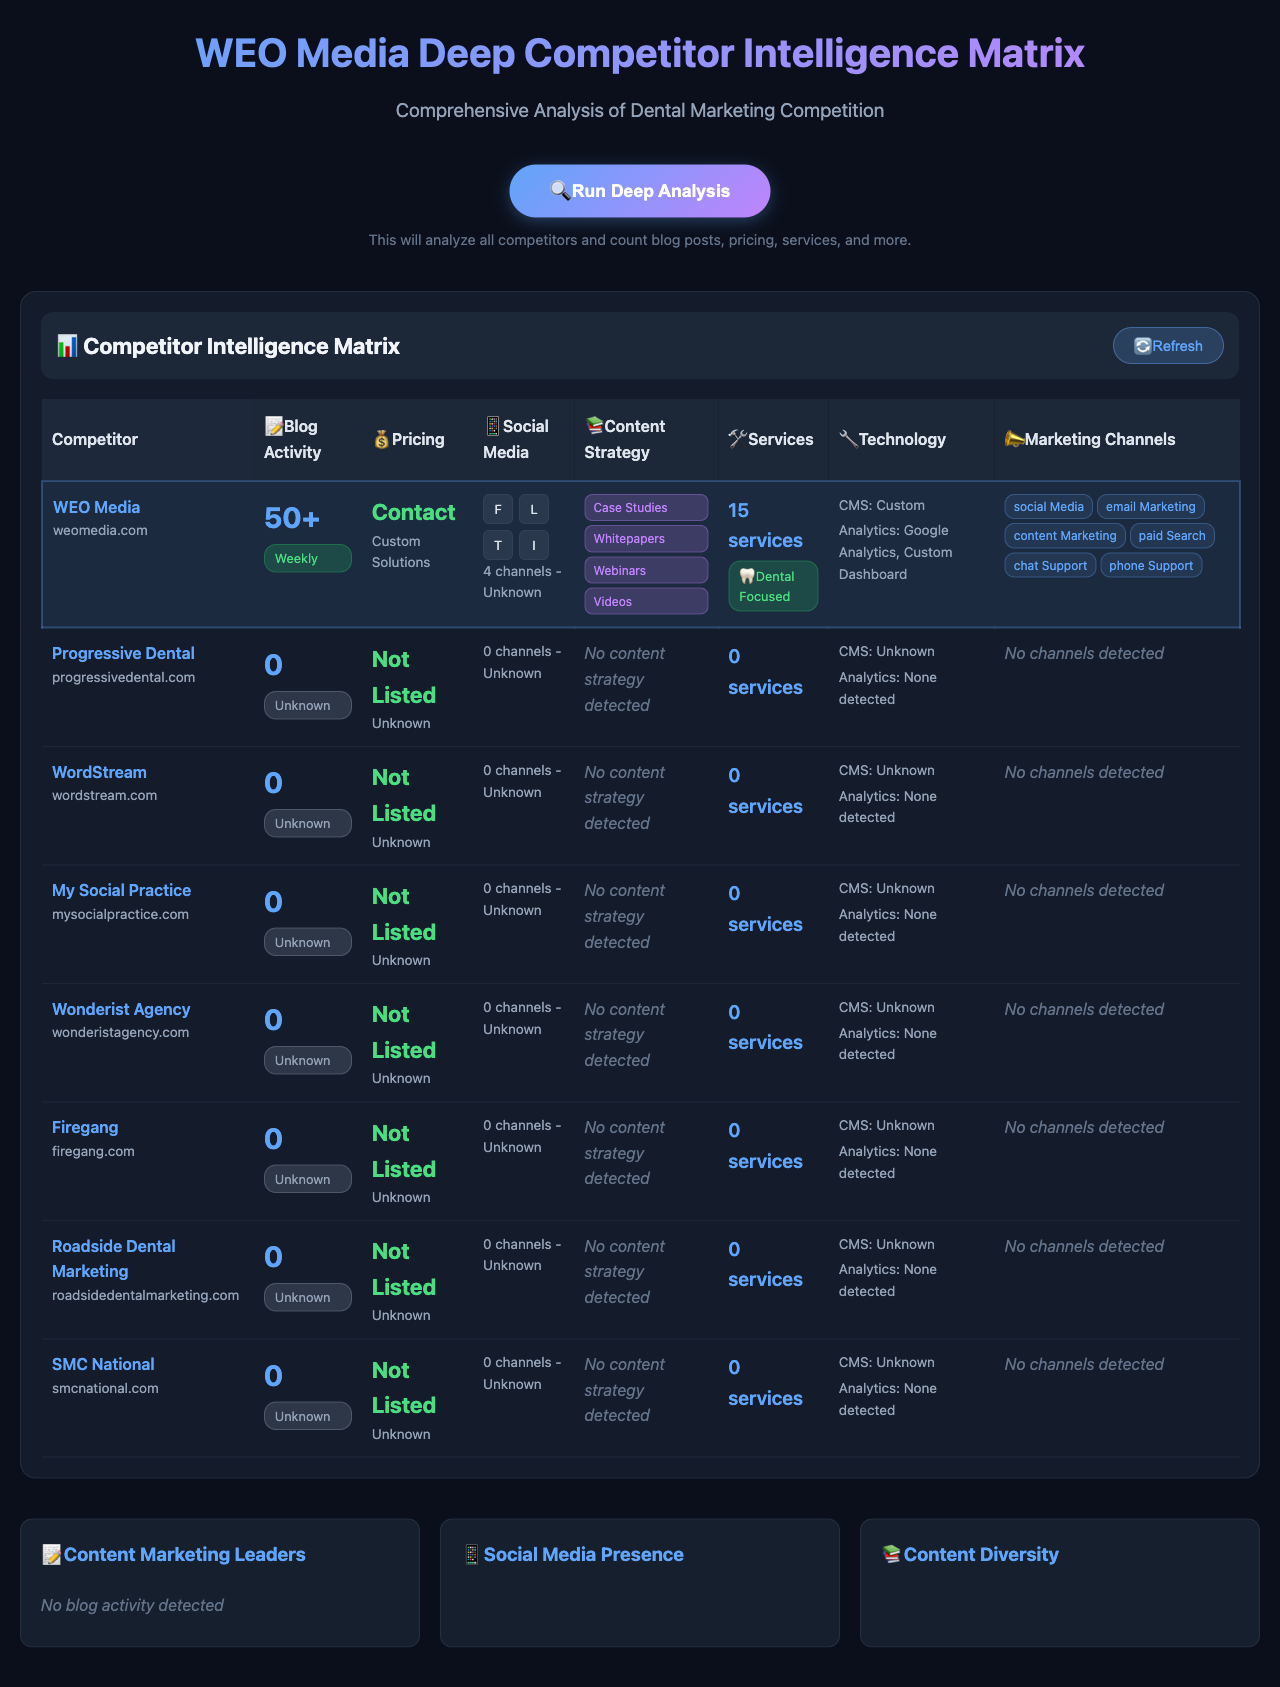 WEO Media Deep Competitor Intelligence Matrix
Comprehensive Analysis of Dental Marketing Competition
🔍Run Deep Analysis
This will analyze all competitors and count blog posts, pricing, services, and more.
📊 Competitor Intelligence Matrix
🔄Refresh
Competitor
📝Blog
Activity
💰Pricing
📱Social
Media
📚Content
Strategy
🛠️Services
🔧Technology
📣Marketing Channels
WEO Media
weomedia.com
50+
Weekly
Contact
Custom
Solutions
F
L
T
I
4 channels -
Unknown
Case Studies
Whitepapers
Webinars
Videos
15
services
🦷Dental
Focused
CMS: Custom
Analytics: Google
Analytics, Custom
Dashboard
social Media
email Marketing
content Marketing
paid Search
chat Support
phone Support
Progressive Dental
progressivedental.com
0
Unknown
Not
Listed
Unknown
0 channels -
Unknown
No content
strategy
detected
0
services
CMS: Unknown
Analytics: None
detected
No channels detected
WordStream
wordstream.com
0
Unknown
Not
Listed
Unknown
0 channels -
Unknown
No content
strategy
detected
0
services
CMS: Unknown
Analytics: None
detected
No channels detected
My Social Practice
mysocialpractice.com
0
Unknown
Not
Listed
Unknown
0 channels -
Unknown
No content
strategy
detected
0
services
CMS: Unknown
Analytics: None
detected
No channels detected
Wonderist Agency
wonderistagency.com
0
Unknown
Not
Listed
Unknown
0 channels -
Unknown
No content
strategy
detected
0
services
CMS: Unknown
Analytics: None
detected
No channels detected
Firegang
firegang.com
0
Unknown
Not
Listed
Unknown
0 channels -
Unknown
No content
strategy
detected
0
services
CMS: Unknown
Analytics: None
detected
No channels detected
Roadside Dental
Marketing
roadsidedentalmarketing.com
0
Unknown
Not
Listed
Unknown
0 channels -
Unknown
No content
strategy
detected
0
services
CMS: Unknown
Analytics: None
detected
No channels detected
SMC National
smcnational.com
0
Unknown
Not
Listed
Unknown
0 channels -
Unknown
No content
strategy
detected
0
services
CMS: Unknown
Analytics: None
detected
No channels detected
📝Content Marketing Leaders
No blog activity detected
📱Social Media Presence
📚Content Diversity